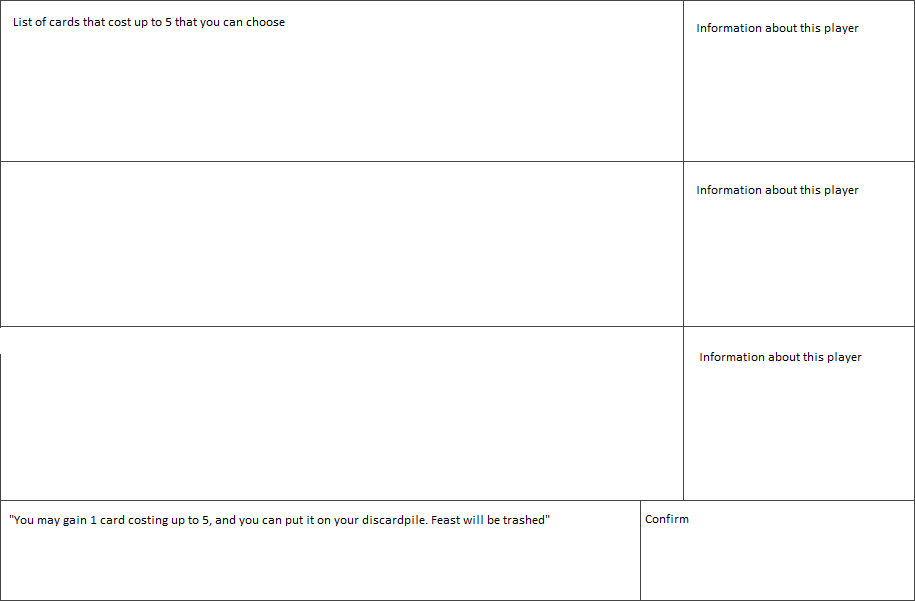 List of cards that cost up to 5 that you can choose
Information about this player
Information about this player
Information about this player
"You may gain 1 card costing up to 5, and you can put it on your discardpile. Feast will be trashed"
Confirm